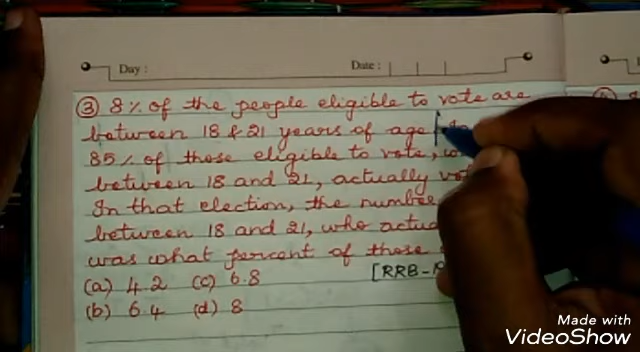 Day :
Date :
③ 8% of the people eligible to vote are
between 18 & 21 years of age
85% of those eligible to vote,
between 18 and 21, actually
In that election, the number
between 18 and 21, who
was what percent of those
(a) 4.2 (c) 6.8
[RRB-
(b) 6.4 (d) 8
Made with
VideoShow